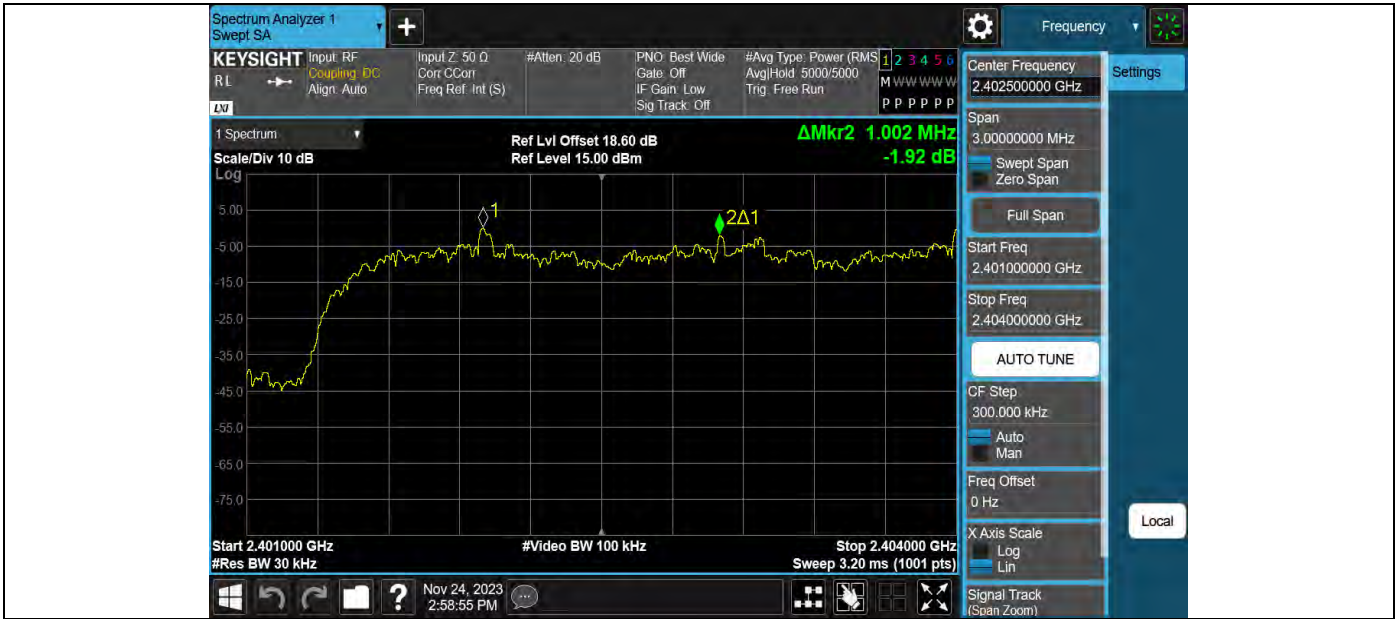 Spectrum Analyzer 1
Swept SA
+
Frequency
KEYSIGHT
RL
LXI
Input: RF
Coupling: DC
Align: Auto
Input Z: 50 Ω
Corr CCorr
Freq Ref: Int (S)
#Atten: 20 dB
PNO: Best Wide
Gate: Off
IF Gain: Low
Sig Track: Off
#Avg Type: Power (RMS
Avg|Hold: 5000/5000
Trig: Free Run
1 2 3 4 5 6
M W W W W W
P P P P P P
1 Spectrum
Scale/Div 10 dB
Log
Ref Lvl Offset 18.60 dB
Ref Level 15.00 dBm
ΔMkr2 1.002 MHz
-1.92 dB
1
2Δ1
5.00
-5.00
-15.0
-25.0
-35.0
-45.0
-55.0
-65.0
-75.0
Start 2.401000 GHz
#Res BW 30 kHz
#Video BW 100 kHz
Stop 2.404000 GHz
Sweep 3.20 ms (1001 pts)
?
Nov 24, 2023
2:58:55 PM
Center Frequency
2.402500000 GHz
Settings
Span
3.00000000 MHz
Swept Span
Zero Span
Full Span
Start Freq
2.401000000 GHz
Stop Freq
2.404000000 GHz
AUTO TUNE
CF Step
300.000 kHz
Auto
Man
Freq Offset
0 Hz
X Axis Scale
Log
Lin
Local
Signal Track
(Span Zoom)